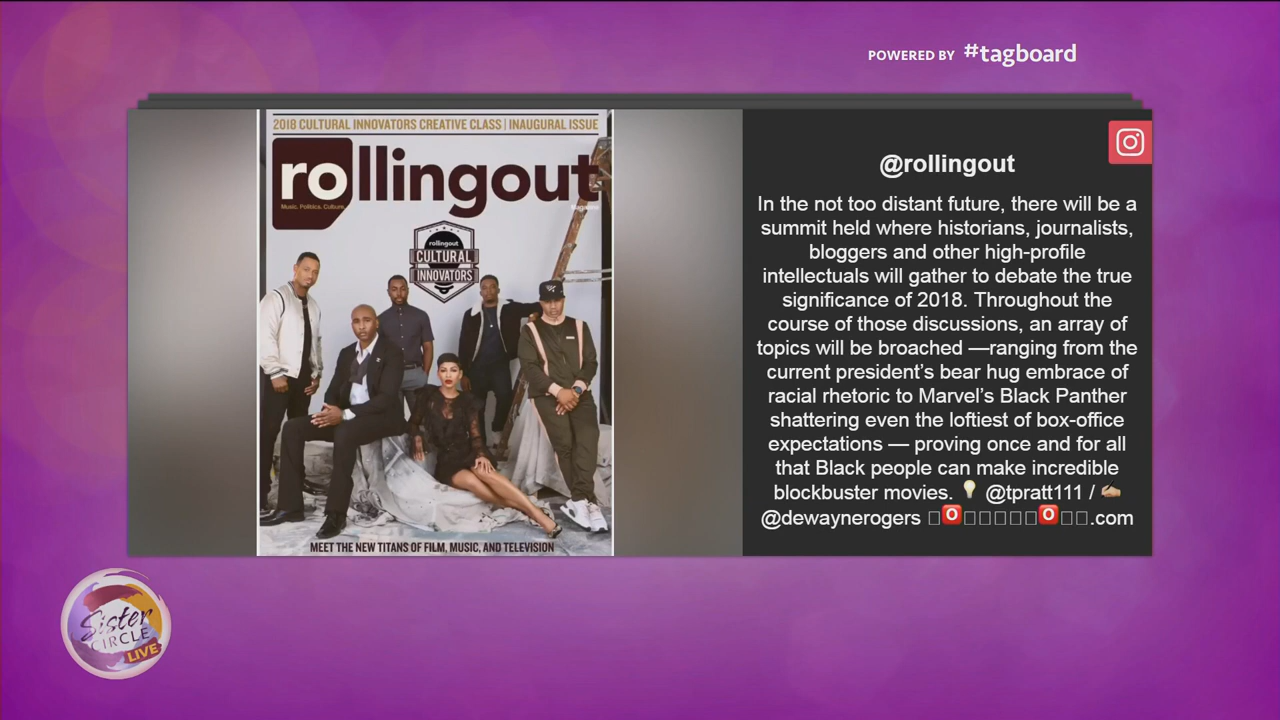 POWERED BY #tagboard
2018 CULTURAL INNOVATORS CREATIVE CLASS | INAUGURAL ISSUE
rollingout
Music. Politics. Culture.
Magazine
rollingout
CULTURAL
INNOVATORS
MEET THE NEW TITANS OF FILM, MUSIC, AND TELEVISION
@rollingout
In the not too distant future, there will be a
summit held where historians, journalists,
bloggers and other high-profile
intellectuals will gather to debate the true
significance of 2018. Throughout the
course of those discussions, an array of
topics will be broached —ranging from the
current president’s bear hug embrace of
racial rhetoric to Marvel’s Black Panther
shattering even the loftiest of box-office
expectations — proving once and for all
that Black people can make incredible
blockbuster movies. 💡 @tpratt111 / ✍🏽
@dewaynerogers □🅾□□□□□🅾□□.com
Sister
CIRCLE
LIVE